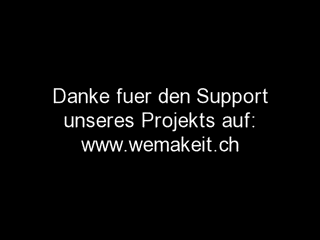 Danke fuer den Support
unseres Projekts auf:
www.wemakeit.ch